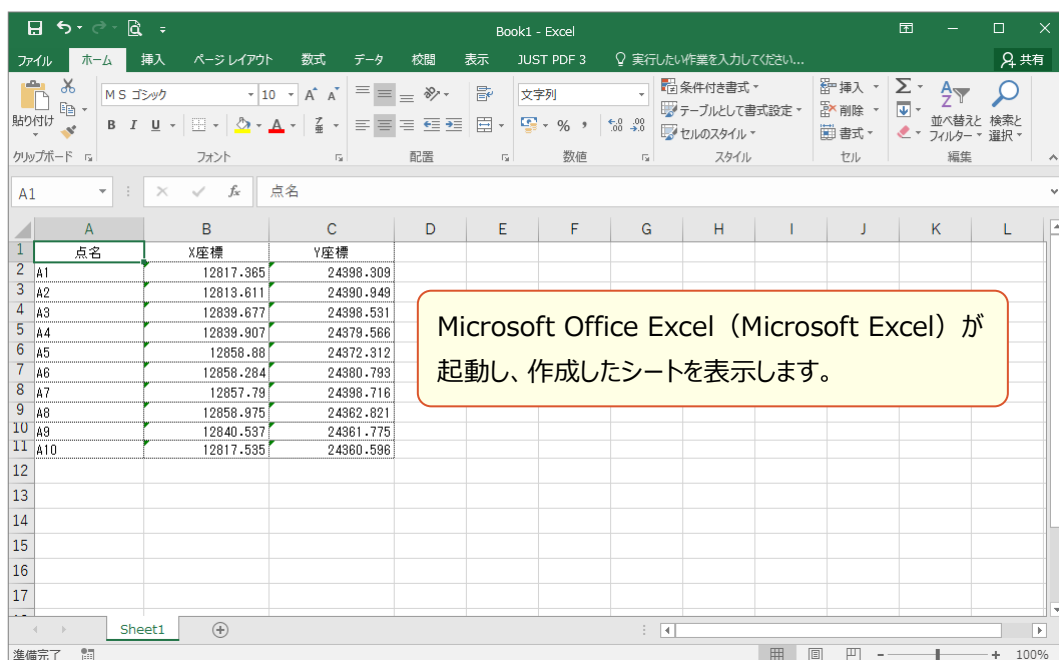 Book1 - Excel
ファイル ホーム 挿入 ページ レイアウト 数式 データ 校閲 表示 JUST PDF 3 実行したい作業を入力してください... 共有
貼り付け
ＭＳ ゴシック 10 A A
B I U A
文字列
% ,
条件付き書式
テーブルとして書式設定
セルのスタイル
挿入
削除
書式
Σ
並べ替えと
フィルター
検索と
選択
クリップボード フォント 配置 数値 スタイル セル 編集
A1 fx 点名
A B C D E F G H I J K L
1 点名 X座標 Y座標
2 A1 12817.365 24398.309
3 A2 12813.611 24390.949
4 A3 12839.677 24398.531
5 A4 12839.907 24379.566
6 A5 12858.88 24372.312
7 A6 12858.284 24380.793
8 A7 12857.79 24398.716
9 A8 12858.975 24362.821
10 A9 12840.537 24361.775
11 A10 12817.535 24360.596
12
13
14
15
16
17
Microsoft Office Excel（Microsoft Excel）が
起動し、作成したシートを表示します。
Sheet1
準備完了 100%